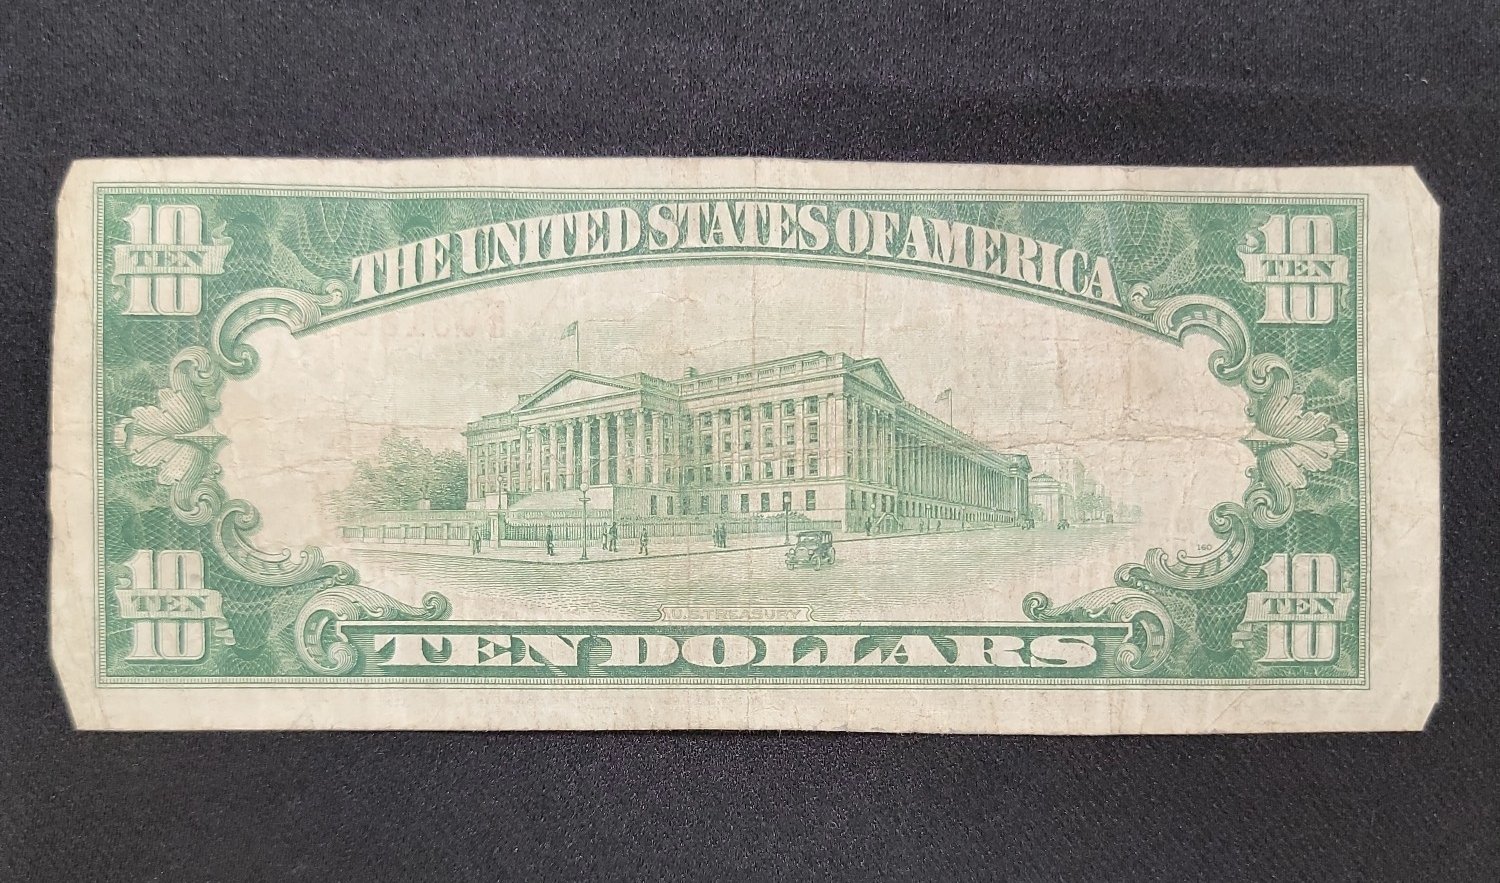 10 TEN 10
THE UNITED STATES OF AMERICA
10 TEN 10
160
10 TEN 10
U.S. TREASURY
TEN DOLLARS
10 TEN 10